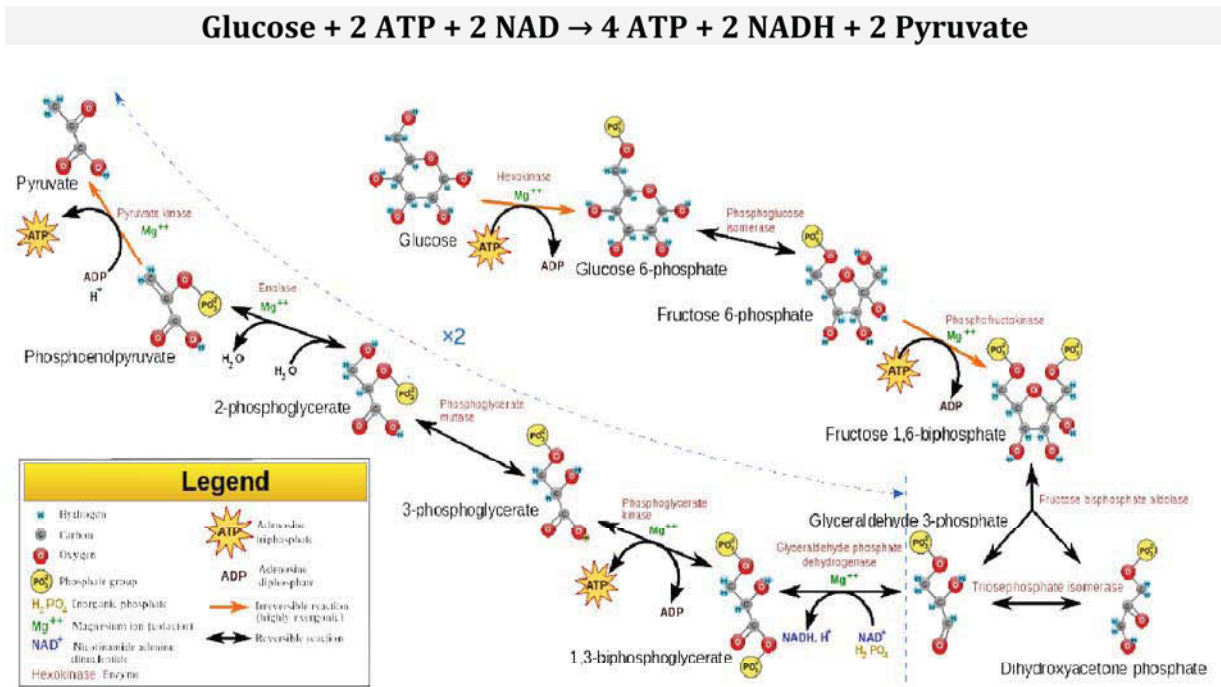 Glucose + 2 ATP + 2 NAD → 4 ATP + 2 NADH + 2 Pyruvate
Glucose
Hexokinase
Mg++
ATP
ADP
Glucose 6-phosphate
Phosphoglucose
isomerase
Fructose 6-phosphate
Phosphofructokinase
Mg++
ATP
ADP
Fructose 1,6-biphosphate
Fructose bisphosphate aldolase
Glyceraldehyde 3-phosphate
Triosephosphate isomerase
Dihydroxyacetone phosphate
×2
Glyceraldehyde phosphate
dehydrogenase
Mg++
NADH, H+
NAD+
H2PO4
1,3-biphosphoglycerate
Phosphoglycerate
kinase
Mg++
ATP
ADP
3-phosphoglycerate
Phosphoglycerate
mutase
2-phosphoglycerate
Enolase
Mg++
H2O
H2O
Phosphoenolpyruvate
Pyruvate kinase
Mg++
ATP
ADP
H+
Pyruvate
Legend
Hydrogen
Carbon
Oxygen
Phosphate group
H2PO4 Inorganic phosphate
Mg++ Magnesium ion (cofactor)
NAD+ Nicotinamide adenine
dinucleotide
Hexokinase Enzyme
ATP Adenosine
triphosphate
ADP Adenosine
diphosphate
Irreversible reaction
(highly exergonic)
Reversible reaction